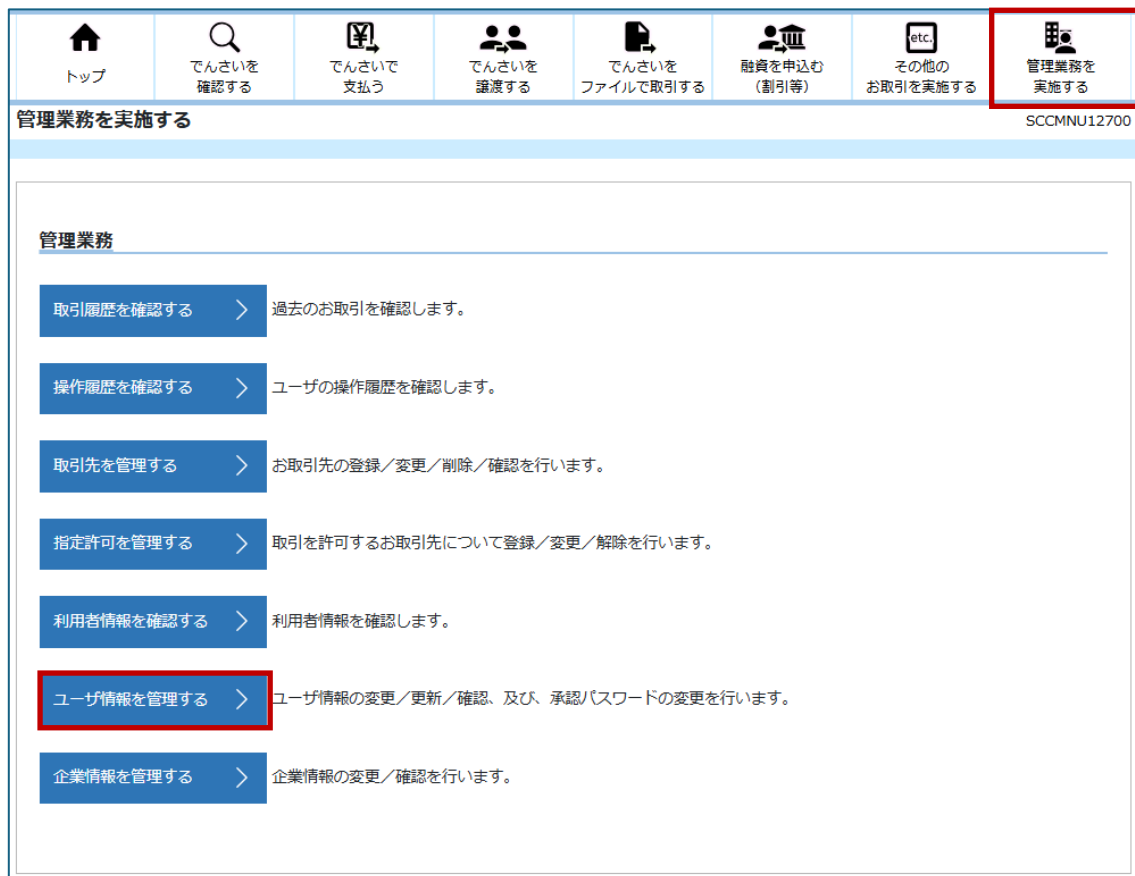 トップ
でんさいを
確認する
でんさいで
支払う
でんさいを
譲渡する
でんさいを
ファイルで取引する
融資を申込む
(割引等)
etc.
その他の
お取引を実施する
管理業務を
実施する
管理業務を実施する
SCCMNU12700
管理業務
取引履歴を確認する 過去のお取引を確認します。
操作履歴を確認する ユーザの操作履歴を確認します。
取引先を管理する お取引先の登録／変更／削除／確認を行います。
指定許可を管理する 取引を許可するお取引先について登録／変更／解除を行います。
利用者情報を確認する 利用者情報を確認します。
ユーザ情報を管理する ユーザ情報の変更／更新／確認、及び、承認パスワードの変更を行います。
企業情報を管理する 企業情報の変更／確認を行います。